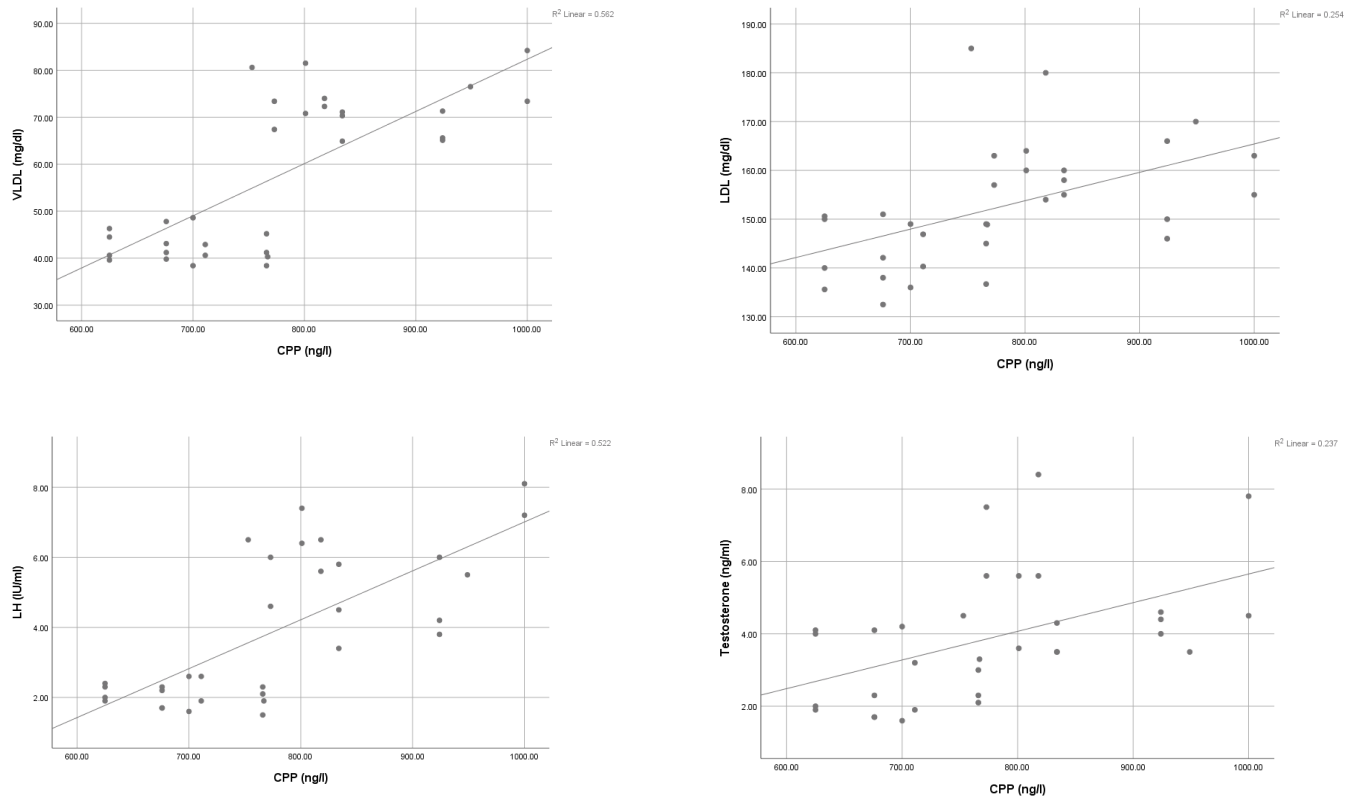 R2 Linear = 0.562
90.00
80.00
70.00
60.00
50.00
40.00
30.00
VLDL (mg/dl)
600.00 700.00 800.00 900.00 1000.00
CPP (ng/l)
R2 Linear = 0.254
190.00
180.00
170.00
160.00
150.00
140.00
130.00
LDL (mg/dl)
600.00 700.00 800.00 900.00 1000.00
CPP (ng/l)
R2 Linear = 0.522
8.00
6.00
4.00
2.00
LH (IU/ml)
600.00 700.00 800.00 900.00 1000.00
CPP (ng/l)
R2 Linear = 0.237
8.00
6.00
4.00
2.00
Testosterone (ng/ml)
600.00 700.00 800.00 900.00 1000.00
CPP (ng/l)